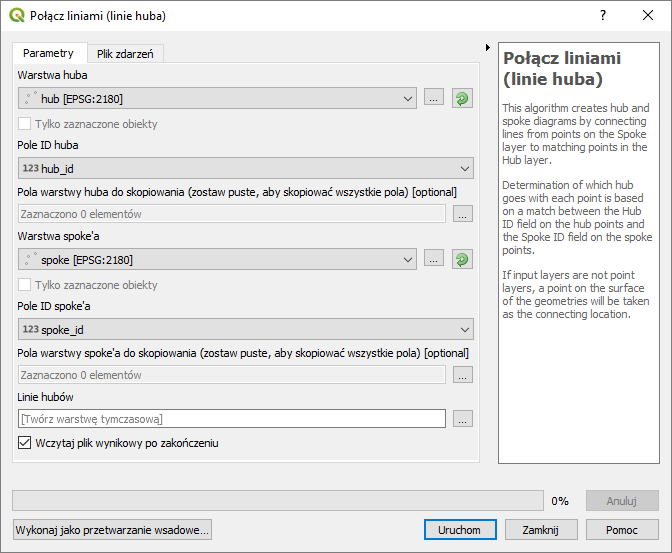 Połącz liniami (linie huba)
?
Parametry
Plik zdarzeń
Warstwa huba
hub [EPSG:2180]
...
Tylko zaznaczone obiekty
Pole ID huba
123 hub_id
Pola warstwy huba do skopiowania (zostaw puste, aby skopiować wszystkie pola) [optional]
Zaznaczono 0 elementów
...
Warstwa spoke'a
spoke [EPSG:2180]
...
Tylko zaznaczone obiekty
Pole ID spoke'a
123 spoke_id
Pola warstwy spoke'a do skopiowania (zostaw puste, aby skopiować wszystkie pola) [optional]
Zaznaczono 0 elementów
...
Linie hubów
[Twórz warstwę tymczasową]
...
Wczytaj plik wynikowy po zakończeniu
Połącz liniami
(linie huba)
This algorithm creates hub and
spoke diagrams by connecting
lines from points on the Spoke
layer to matching points in the
Hub layer.
Determination of which hub
goes with each point is based
on a match between the Hub
ID field on the hub points and
the Spoke ID field on the spoke
points.
If input layers are not point
layers, a point on the surface
of the geometries will be taken
as the connecting location.
0%
Anuluj
Wykonaj jako przetwarzanie wsadowe...
Uruchom
Zamknij
Pomoc